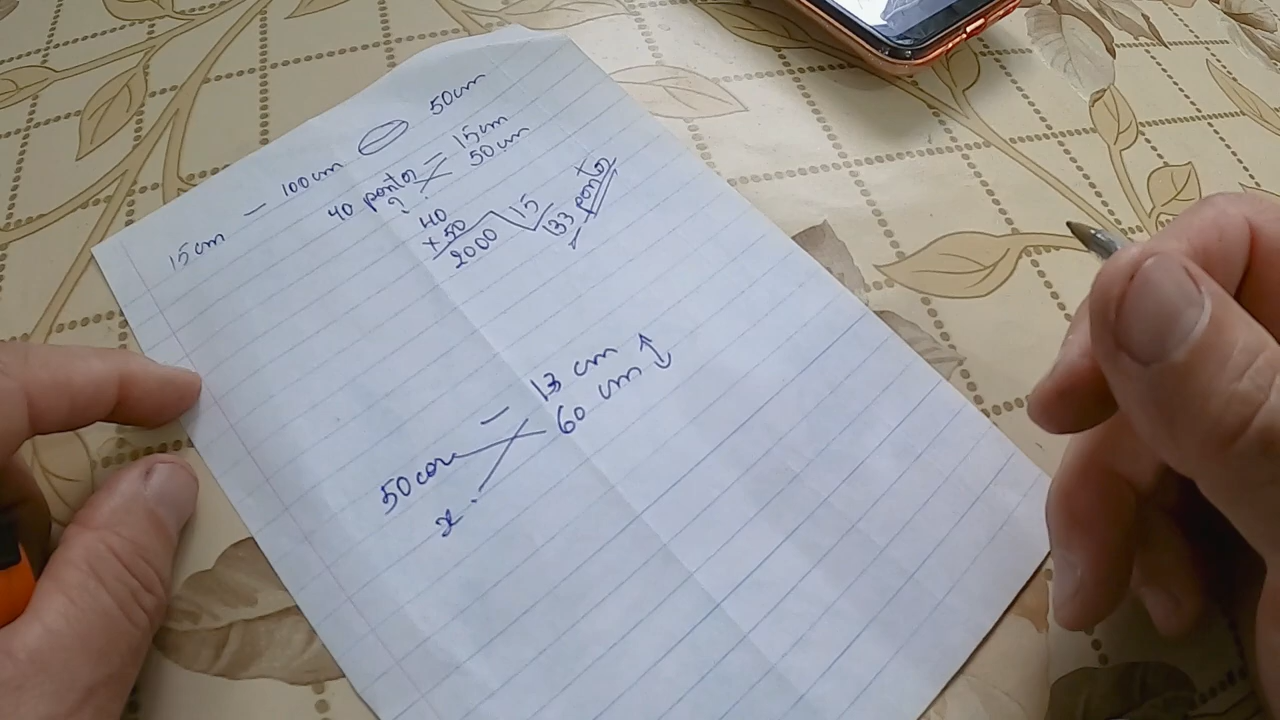 15cm – 100cm 50cm
40 pontos = 15cm
? 50cm
40
x 50
2000 15
133 pontos
50cm = 13 cm
x 60 cm